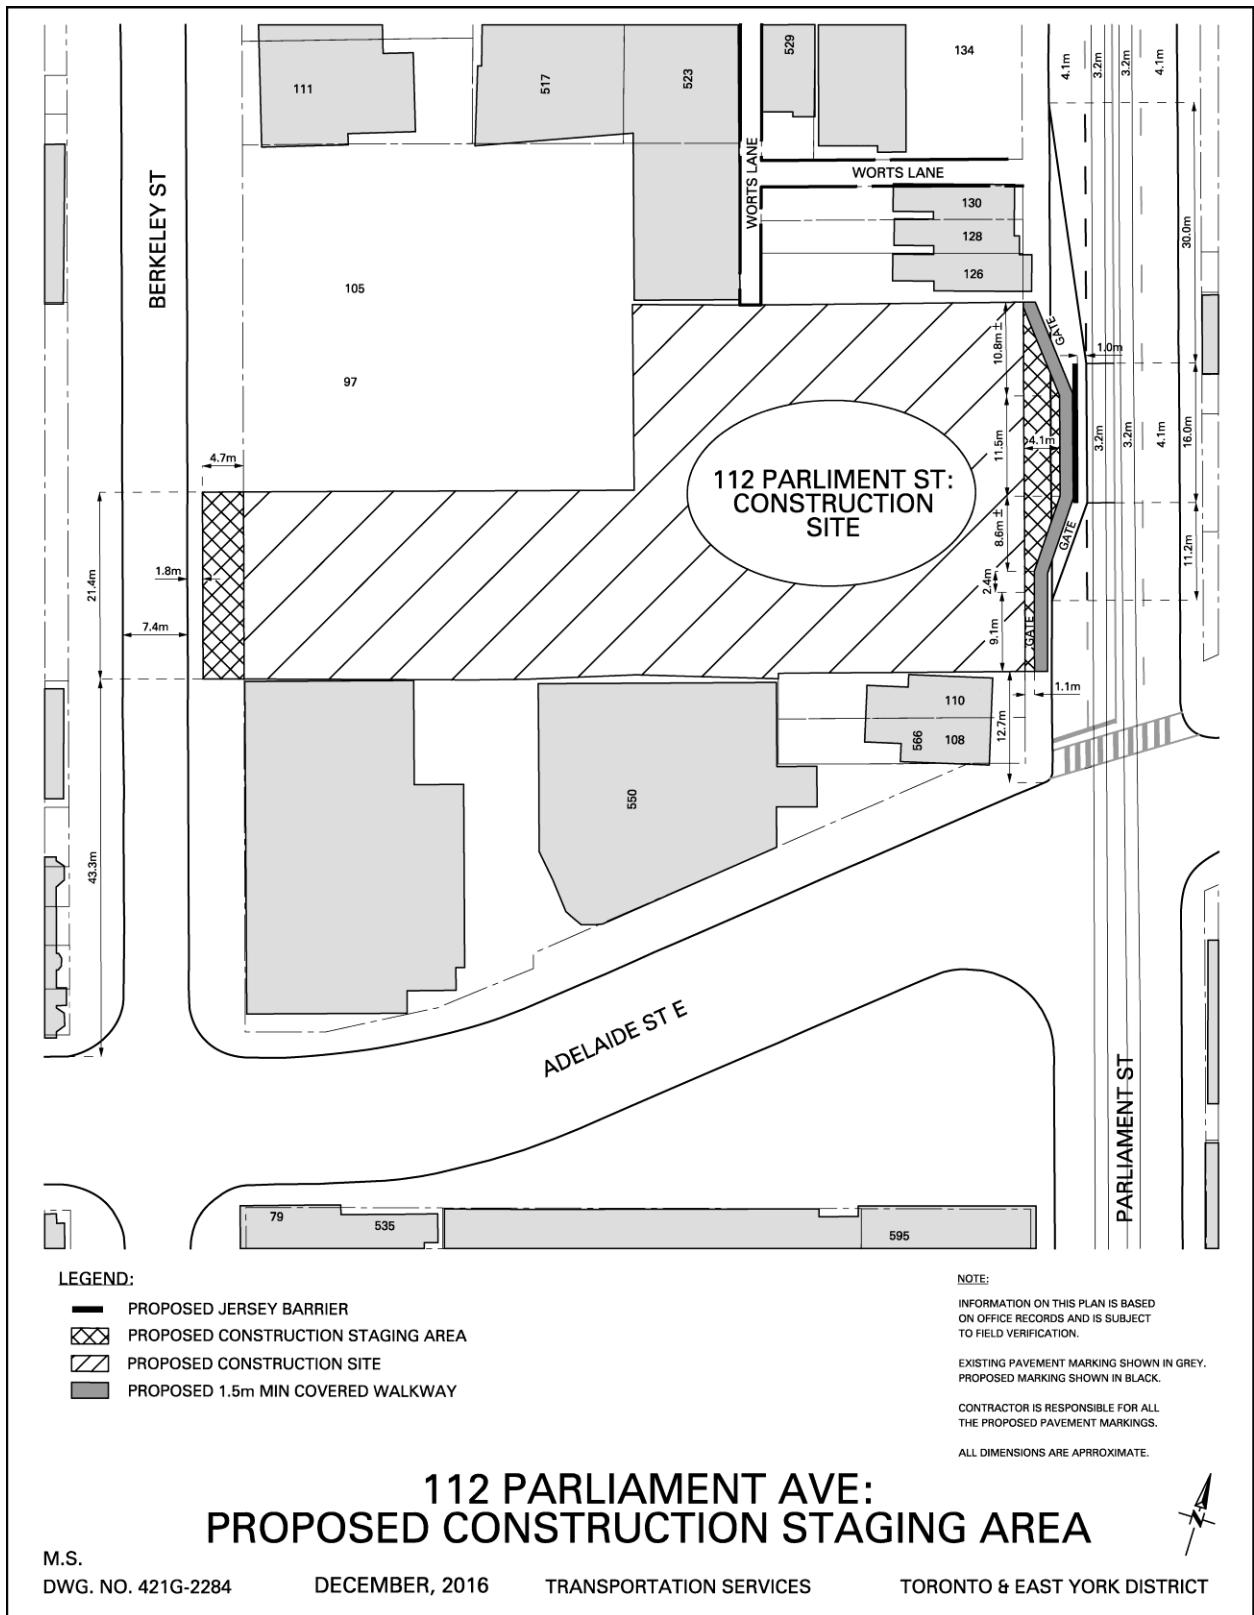 111
517
523
529
134
4.1m
3.2m
3.2m
4.1m
BERKELEY ST
WORTS LANE
WORTS LANE
130
128
126
30.0m
105
97
GATE
1.0m
10.8m ±
11.5m
4.1m
3.2m
3.2m
4.1m
16.0m
4.7m
112 PARLIMENT ST:
CONSTRUCTION
SITE
8.6m ±
GATE
11.2m
21.4m
1.8m
7.4m
2.4m
9.1m
GATE
1.1m
12.7m
110
566
108
550
43.3m
ADELAIDE ST E
PARLIAMENT ST
79
535
595
LEGEND:
PROPOSED JERSEY BARRIER
PROPOSED CONSTRUCTION STAGING AREA
PROPOSED CONSTRUCTION SITE
PROPOSED 1.5m MIN COVERED WALKWAY
NOTE:
INFORMATION ON THIS PLAN IS BASED
ON OFFICE RECORDS AND IS SUBJECT
TO FIELD VERIFICATION.
EXISTING PAVEMENT MARKING SHOWN IN GREY.
PROPOSED MARKING SHOWN IN BLACK.
CONTRACTOR IS RESPONSIBLE FOR ALL
THE PROPOSED PAVEMENT MARKINGS.
ALL DIMENSIONS ARE APRROXIMATE.
112 PARLIAMENT AVE:
PROPOSED CONSTRUCTION STAGING AREA
N
M.S.
DWG. NO. 421G-2284
DECEMBER, 2016
TRANSPORTATION SERVICES
TORONTO & EAST YORK DISTRICT